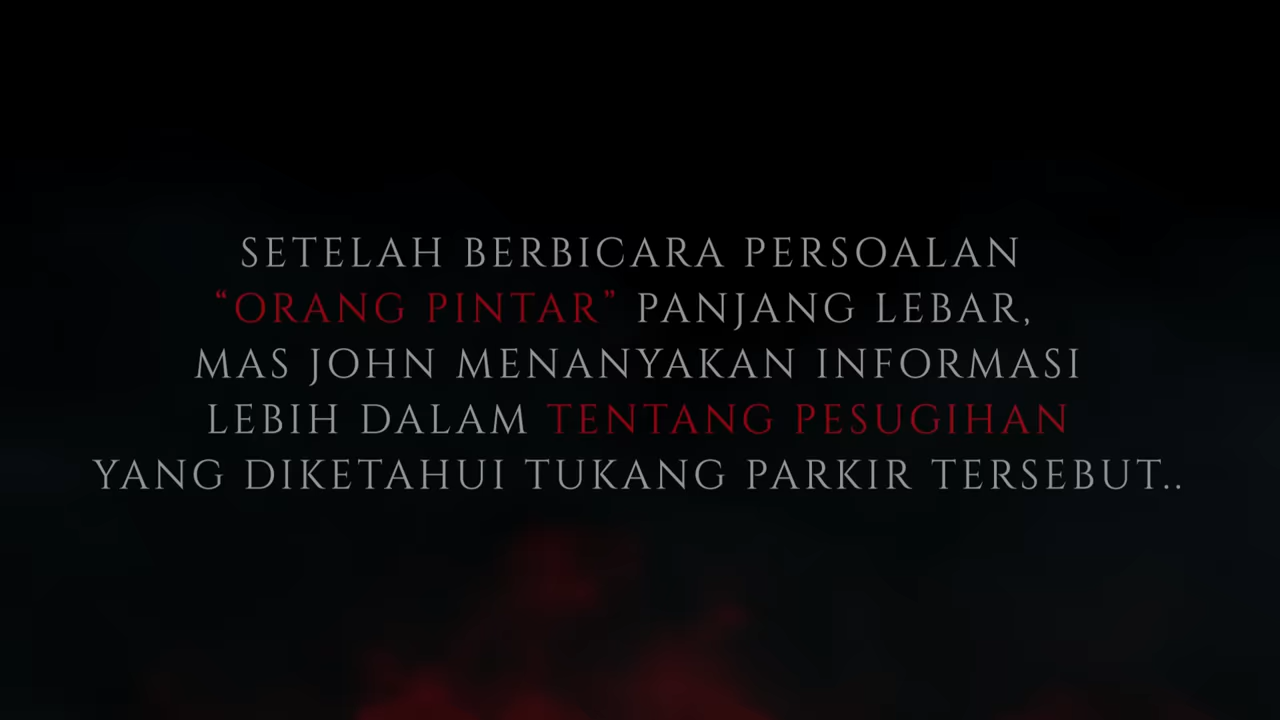 SETELAH BERBICARA PERSOALAN
“ORANG PINTAR” PANJANG LEBAR,
MAS JOHN MENANYAKAN INFORMASI
LEBIH DALAM TENTANG PESUGIHAN
YANG DIKETAHUI TUKANG PARKIR TERSEBUT..